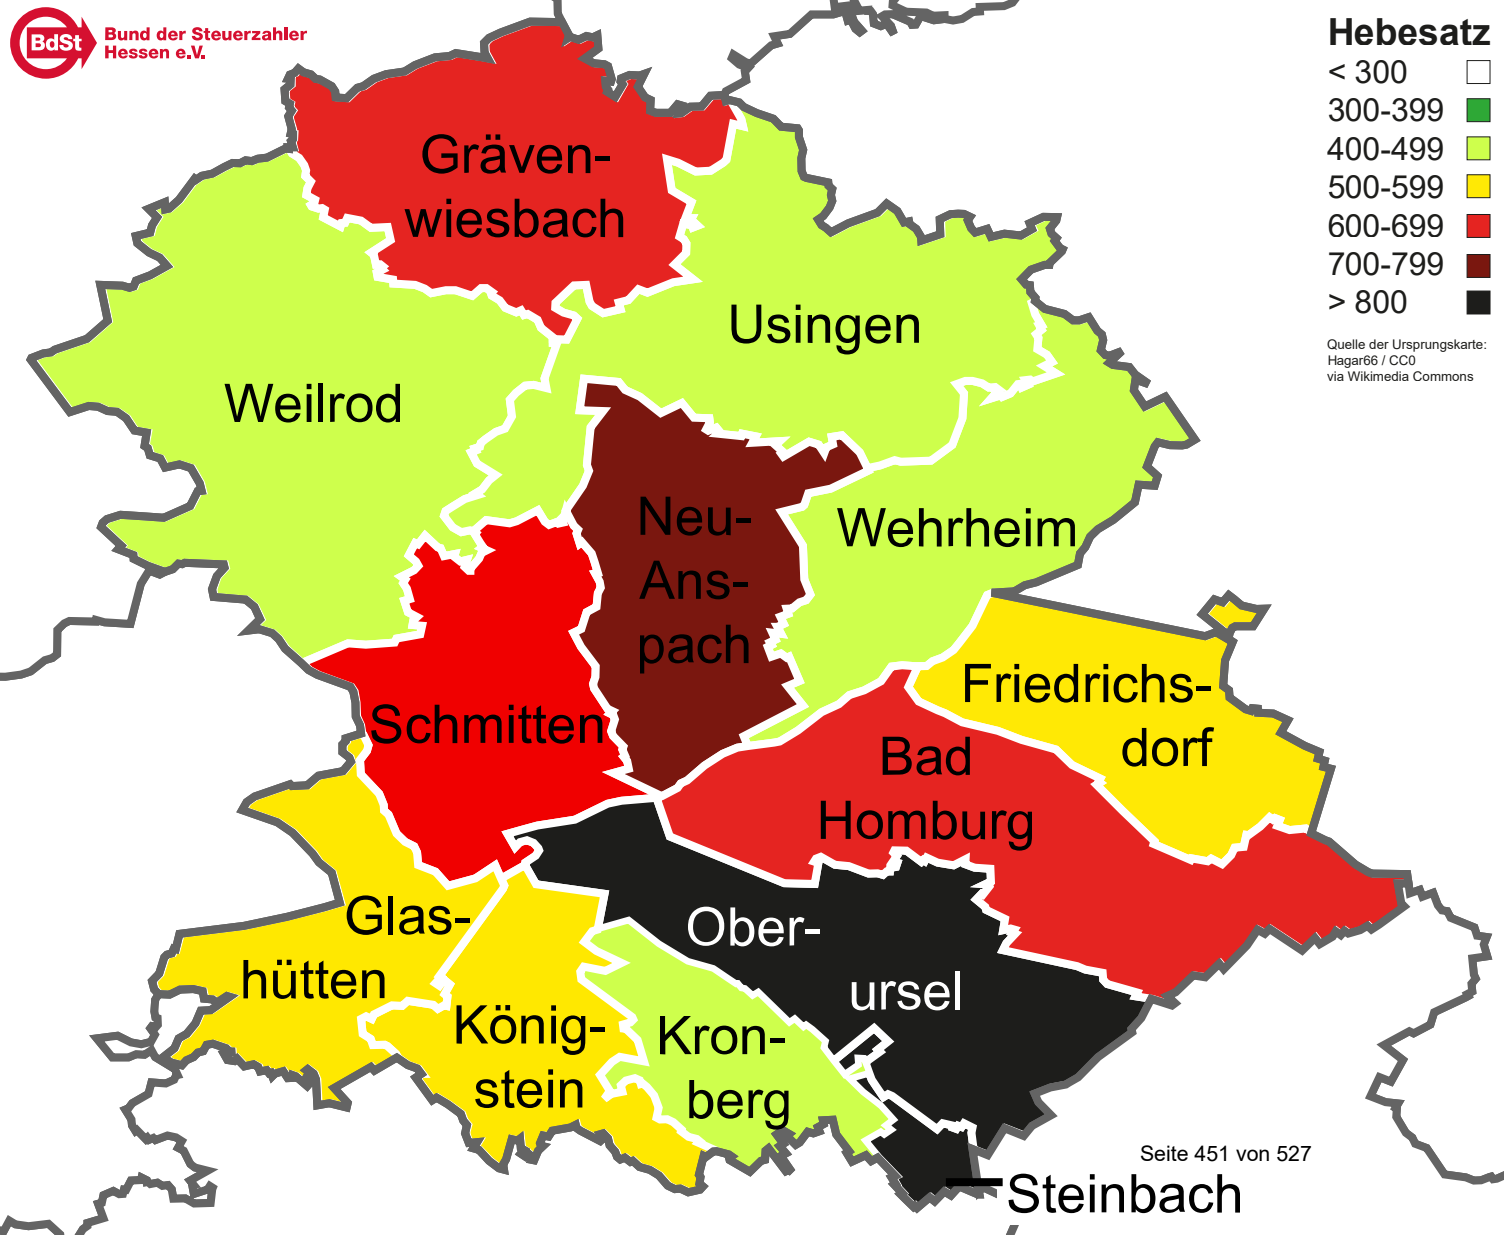 BdSt
Bund der Steuerzahler
Hessen e.V.
Hebesatz
< 300
300-399
400-499
500-599
600-699
700-799
> 800
Quelle der Ursprungskarte:
Hagar66 / CC0
via Wikimedia Commons
Gräven-
wiesbach
Usingen
Weilrod
Neu-
Ans-
pach
Wehrheim
Friedrichs-
dorf
Schmitten
Bad
Homburg
Glas-
hütten
Ober-
ursel
König-
stein
Kron-
berg
Seite 451 von 527
Steinbach